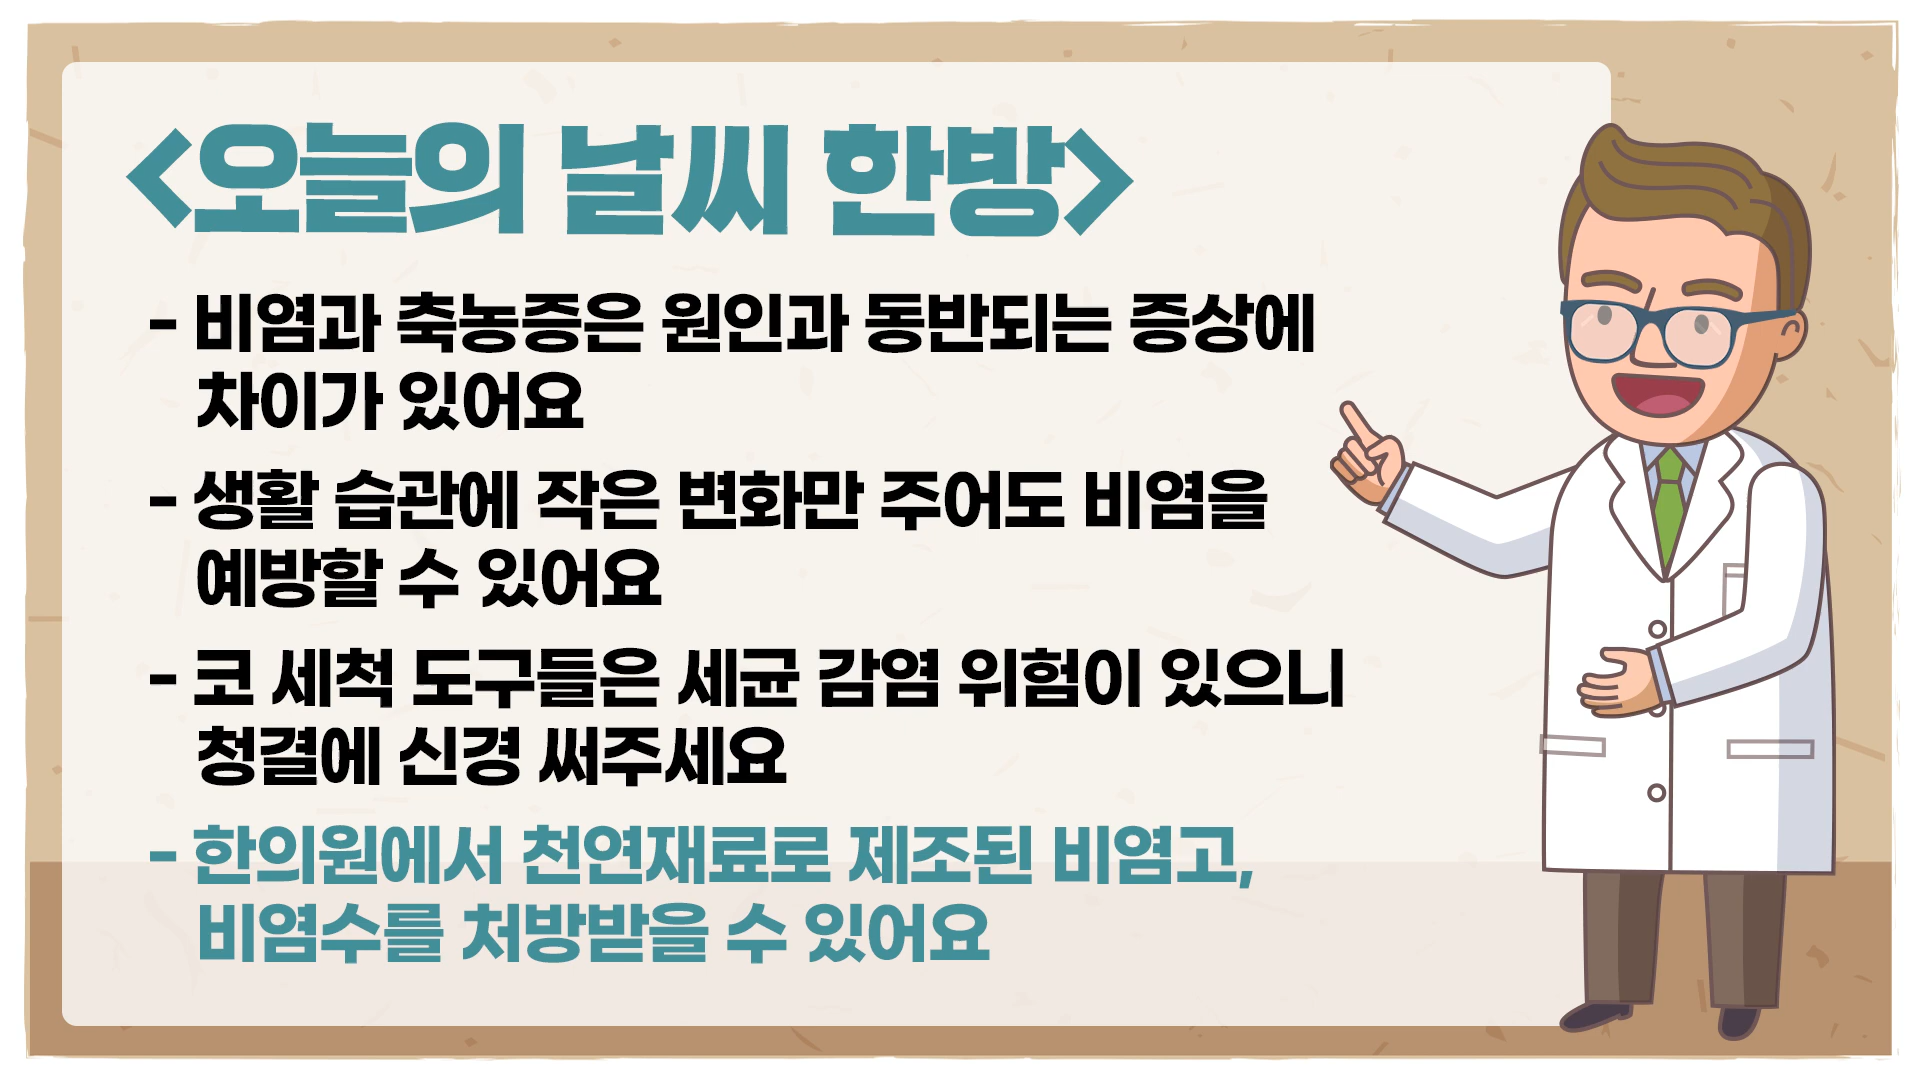 <오늘의 날씨 한방>
- 비염과 축농증은 원인과 동반되는 증상에
차이가 있어요
- 생활 습관에 작은 변화만 주어도 비염을
예방할 수 있어요
- 코 세척 도구들은 세균 감염 위험이 있으니
청결에 신경 써주세요
- 한의원에서 천연재료로 제조된 비염고,
비염수를 처방받을 수 있어요